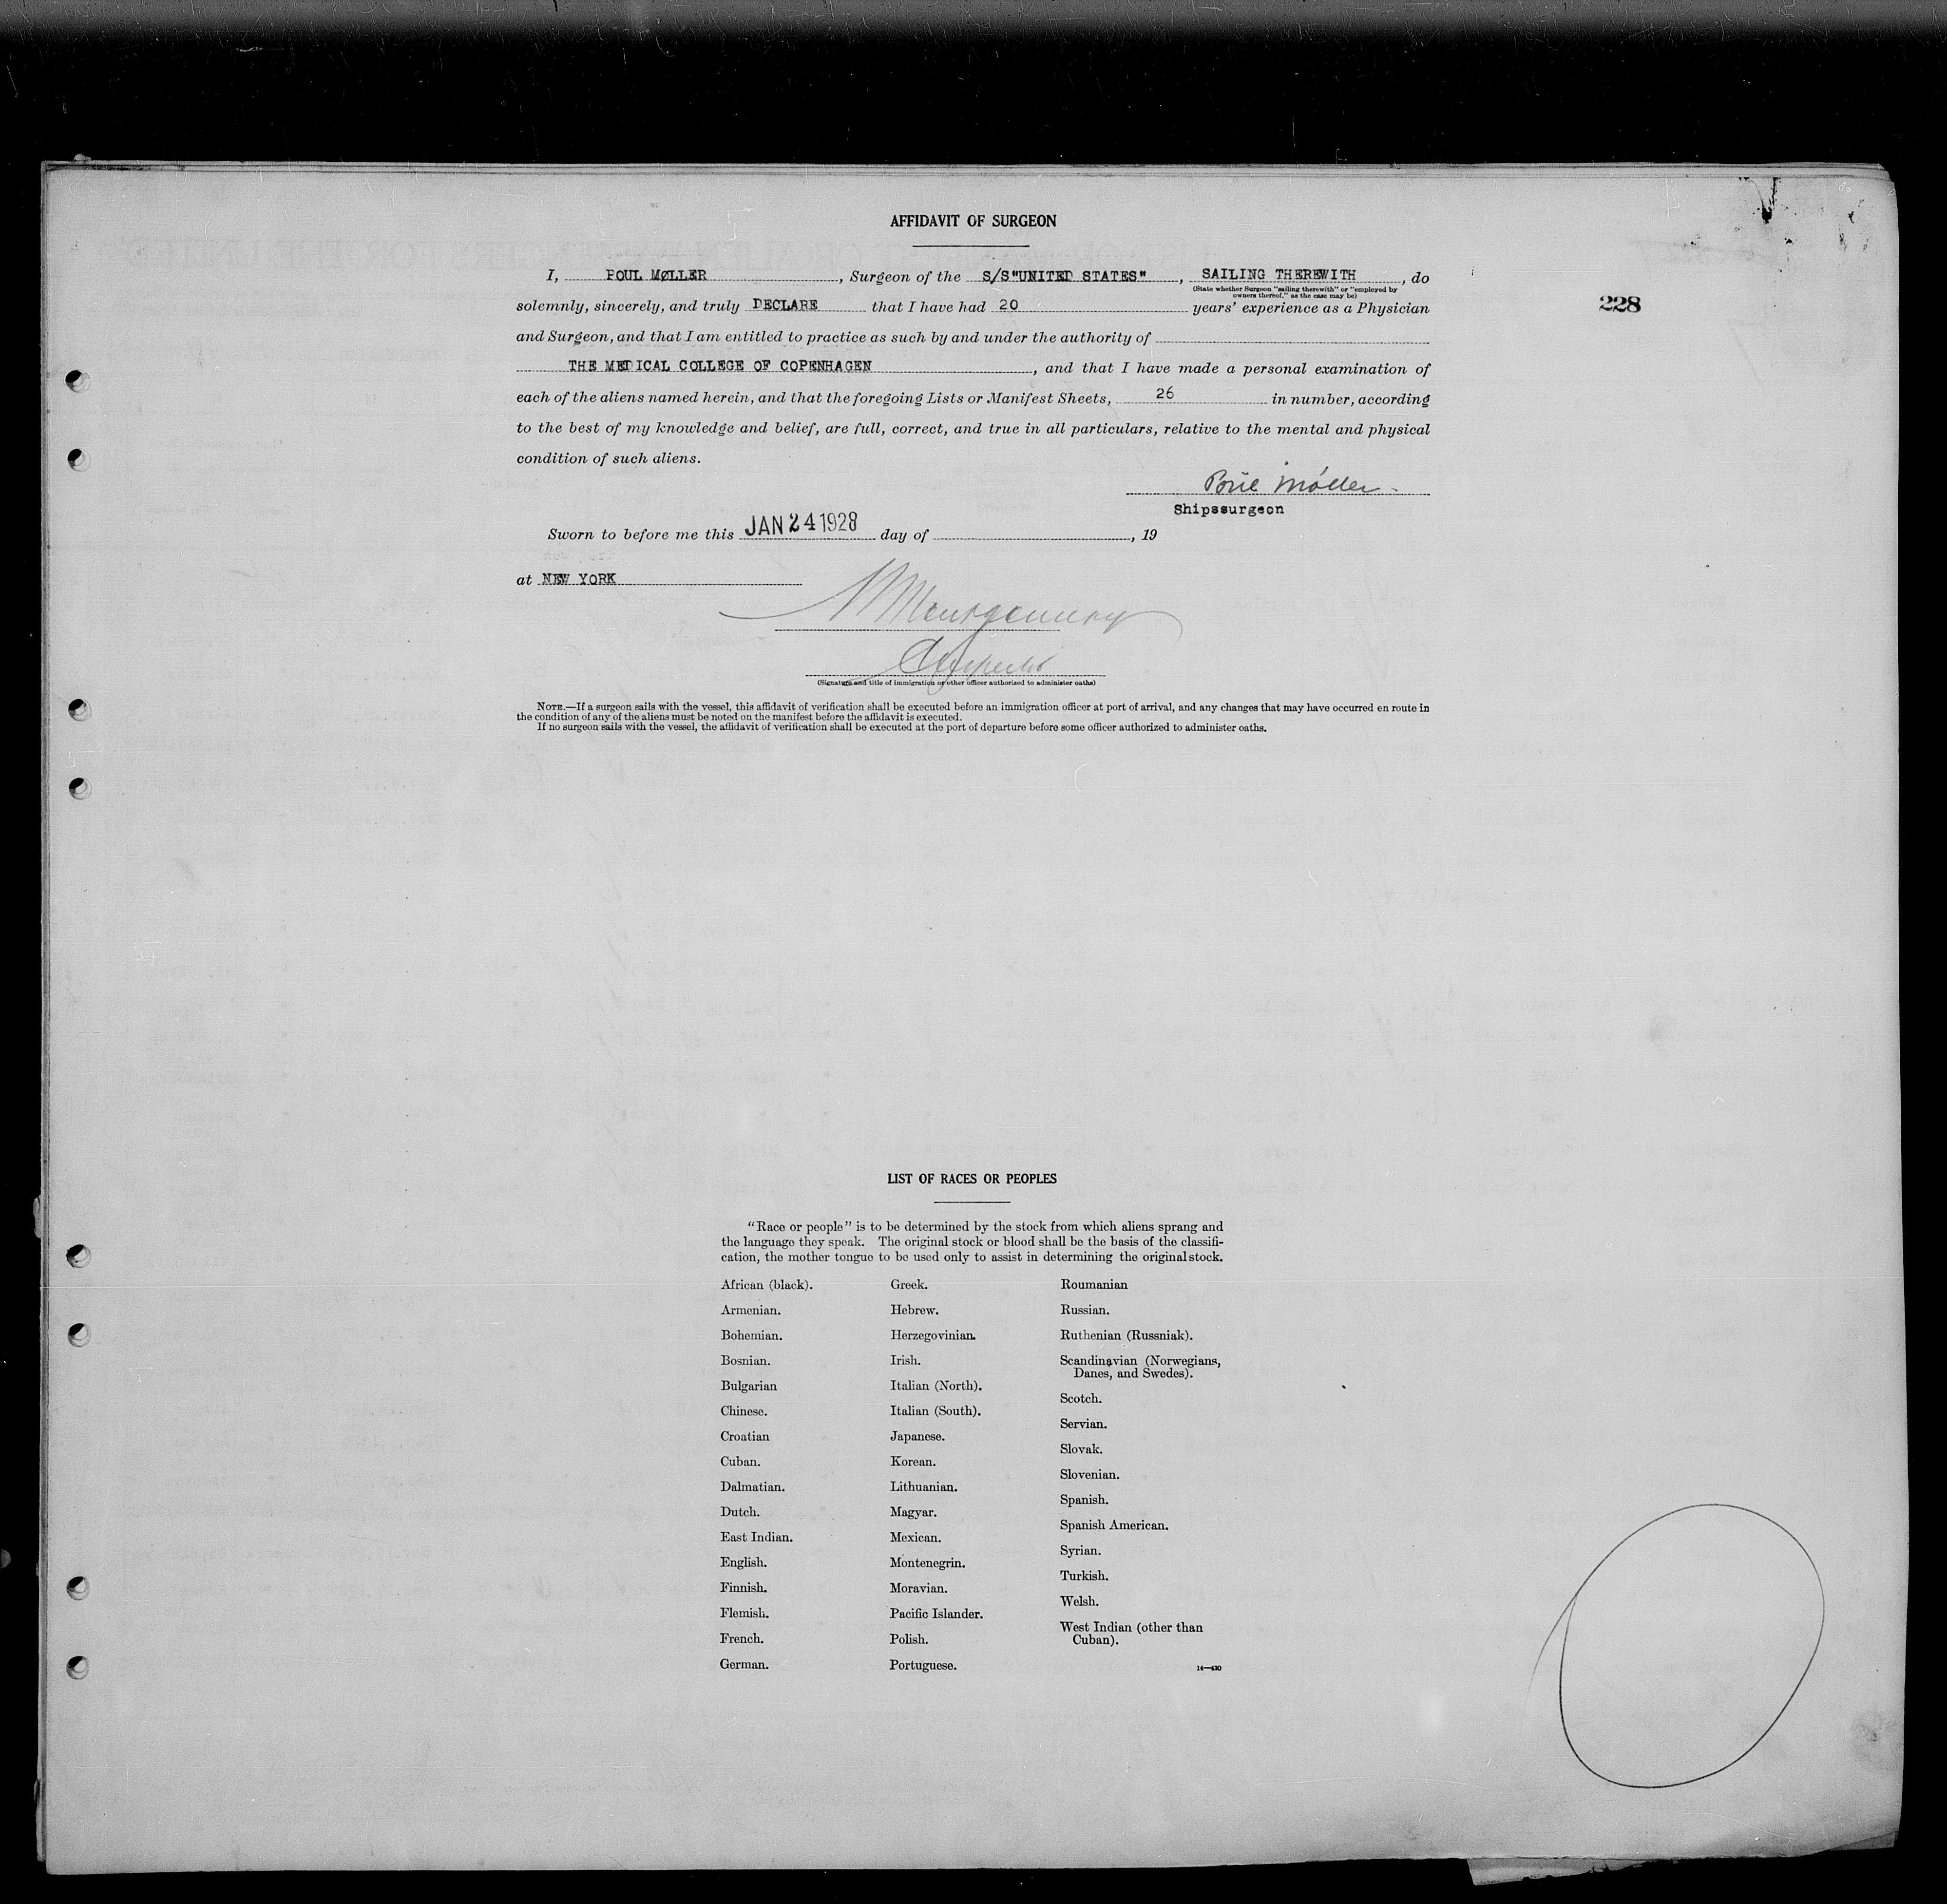 AFFIDAVIT OF SURGEON
I, POUL MØLLER, Surgeon of the S/S"UNITED STATES", SAILING THEREWITH, do
(State whether Surgeon "sailing therewith" or "employed by
owners thereof," as the case may be)
solemnly, sincerely, and truly DECLARE that I have had 20 years' experience as a Physician
228
and Surgeon, and that I am entitled to practice as such by and under the authority of
THE MEDICAL COLLEGE OF COPENHAGEN, and that I have made a personal examination of
each of the aliens named herein, and that the foregoing Lists or Manifest Sheets, 26 in number, according
to the best of my knowledge and belief, are full, correct, and true in all particulars, relative to the mental and physical
condition of such aliens.
Poul Møller
Shipssurgeon
Sworn to before me this JAN 24 1928 day of , 19
at NEW YORK
Montgomery
(Signature and title of immigration or other officer authorized to administer oaths)
NOTE.—If a surgeon sails with the vessel, this affidavit of verification shall be executed before an immigration officer at port of arrival, and any changes that may have occurred en route in
the condition of any of the aliens must be noted on the manifest before the affidavit is executed.
If no surgeon sails with the vessel, the affidavit of verification shall be executed at the port of departure before some officer authorized to administer oaths.
LIST OF RACES OR PEOPLES
"Race or people" is to be determined by the stock from which aliens sprang and
the language they speak. The original stock or blood shall be the basis of the classifi-
cation, the mother tongue to be used only to assist in determining the original stock.
African (black).
Armenian.
Bohemian.
Bosnian.
Bulgarian
Chinese.
Croatian
Cuban.
Dalmatian.
Dutch.
East Indian.
English.
Finnish.
Flemish.
French.
German.
Greek.
Hebrew.
Herzegovinian.
Irish.
Italian (North).
Italian (South).
Japanese.
Korean.
Lithuanian.
Magyar.
Mexican.
Montenegrin.
Moravian.
Pacific Islander.
Polish.
Portuguese.
Roumanian
Russian.
Ruthenian (Russniak).
Scandinavian (Norwegians,
Danes, and Swedes).
Scotch.
Servian.
Slovak.
Slovenian.
Spanish.
Spanish American.
Syrian.
Turkish.
Welsh.
West Indian (other than
Cuban).
14—430